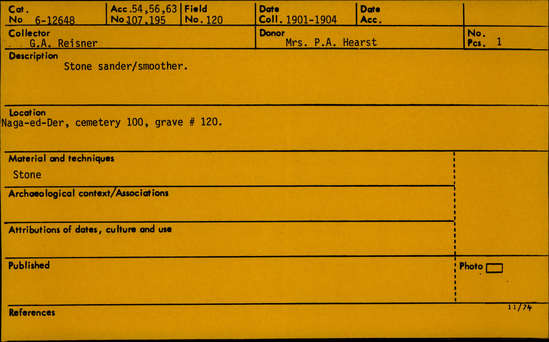 Cat. Acc. 54,56,63 Field Date Date
No 6-12648 No 107,195 No. 120 Coll. 1901-1904 Acc.
Collector Donor No.
G.A. Reisner Mrs. P.A. Hearst Pcs. 1
Description
Stone sander/smoother.
Location
Naga-ed-Der, cemetery 100, grave # 120.
Material and techniques
Stone
Archaeological context/Associations
Attributions of dates, culture and use
Published Photo
References 11/74